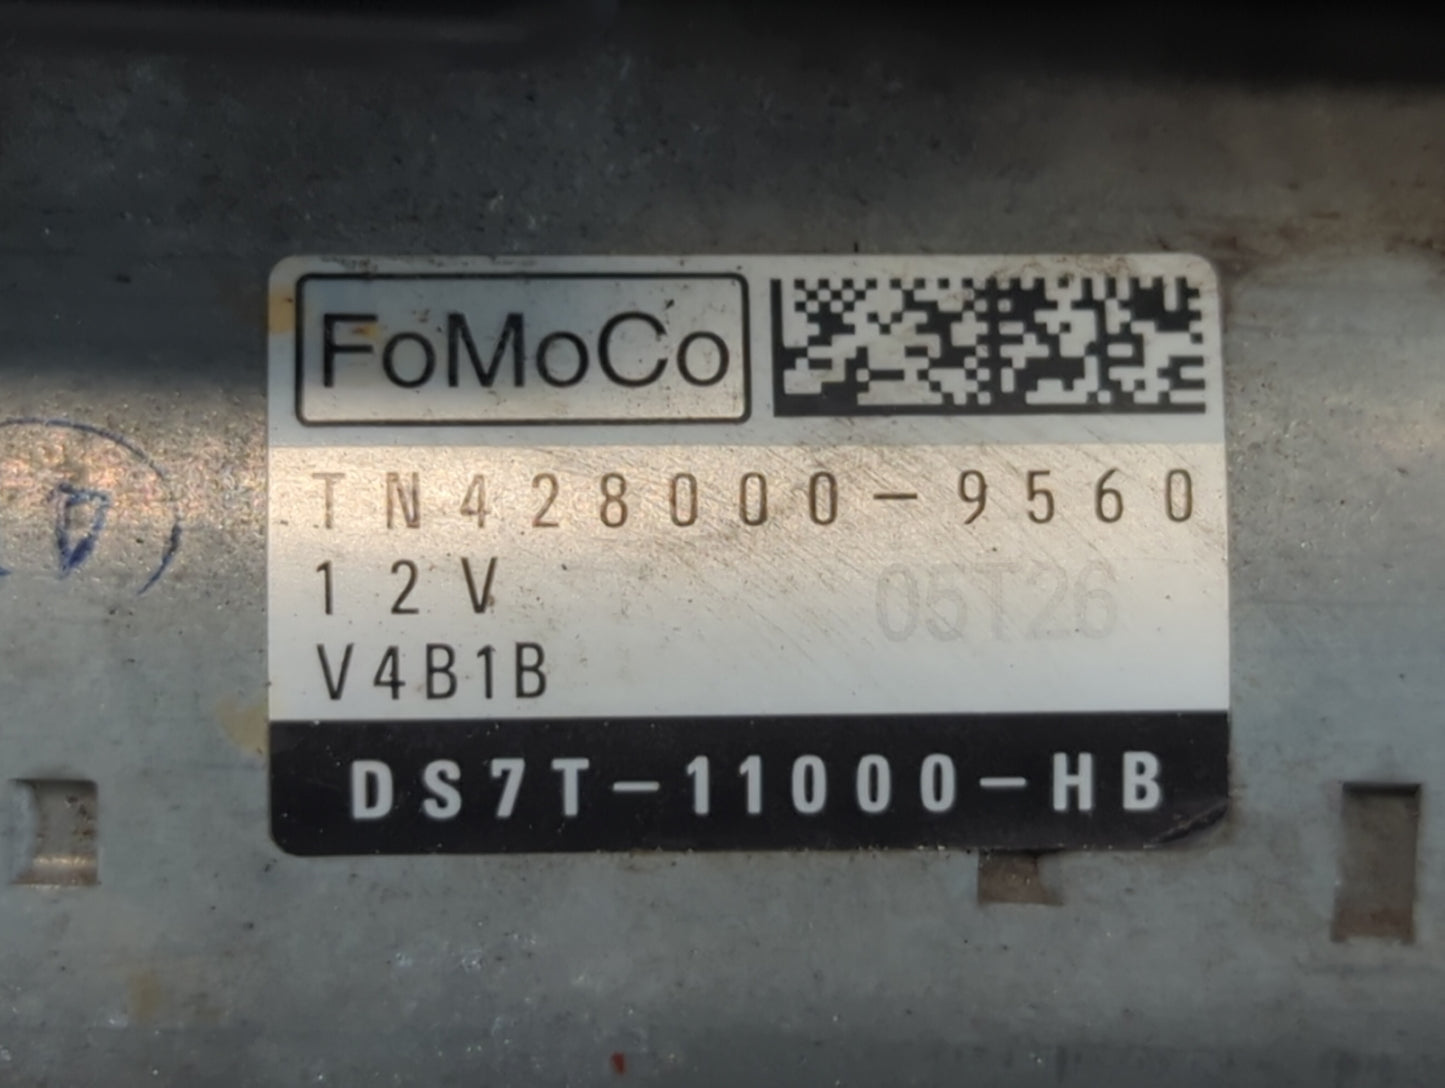 FoMoCo
TN428000-9560
12V
05T26
V4B1B
DS7T-11000-HB